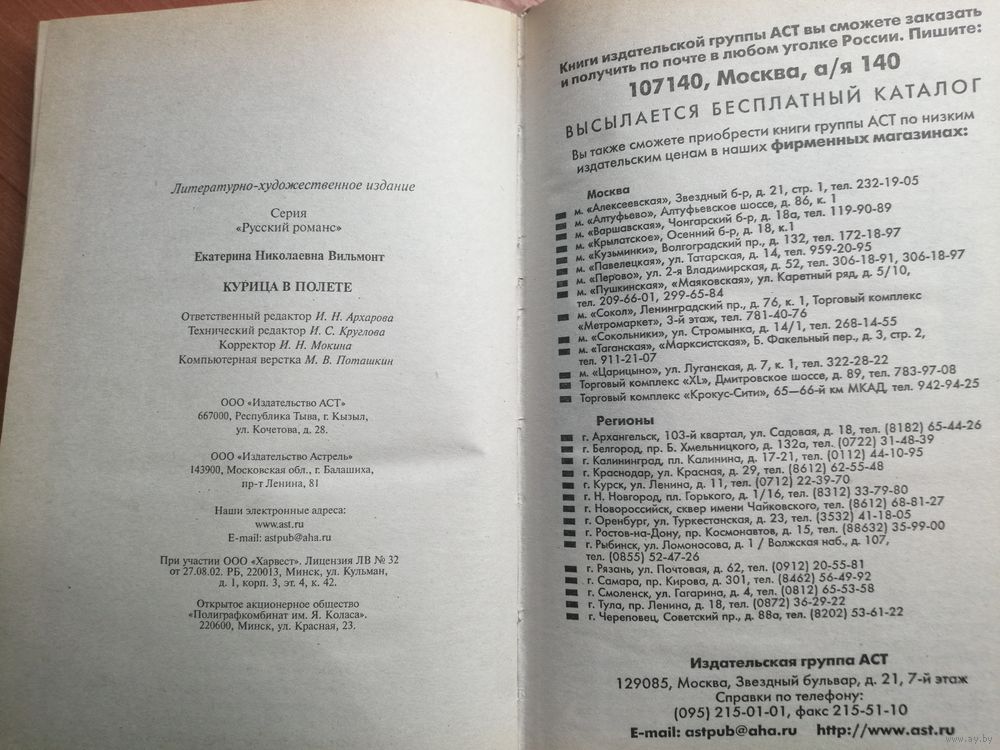 Литературно-художественное издание
Серия
«Русский романс»
Екатерина Николаевна Вильмонт
КУРИЦА В ПОЛЕТЕ
Ответственный редактор И. Н. Архарова
Технический редактор И. С. Круглова
Корректор И. Н. Мокина
Компьютерная верстка М. В. Поташкин
ООО «Издательство АСТ»
667000, Республика Тыва, г. Кызыл,
ул. Кочетова, д. 28.
ООО «Издательство Астрель»
143900, Московская обл., г. Балашиха,
пр-т Ленина, 81
Наши электронные адреса:
www.ast.ru
E-mail: astpub@aha.ru
При участии ООО «Харвест». Лицензия ЛВ № 32
от 27.08.02. РБ, 220013, Минск, ул. Кульман,
д. 1, корп. 3, эт. 4, к. 42.
Открытое акционерное общество
«Полиграфкомбинат им. Я. Коласа».
220600, Минск, ул. Красная, 23.
Книги издательской группы АСТ вы сможете заказать
и получить по почте в любом уголке России. Пишите:
107140, Москва, а/я 140
ВЫСЫЛАЕТСЯ БЕСПЛАТНЫЙ КАТАЛОГ
Вы также сможете приобрести книги группы АСТ по низким
издательским ценам в наших фирменных магазинах:
Москва
м. «Алексеевская», Звездный б-р, д. 21, стр. 1, тел. 232-19-05
м. «Алтуфьево», Алтуфьевское шоссе, д. 86, к. 1
м. «Варшавская», Чонгарский б-р, д. 18а, тел. 119-90-89
м. «Крылатское», Осенний б-р, д. 18, к.1
м. «Кузьминки», Волгоградский пр., д. 132, тел. 172-18-97
м. «Павелецкая», ул. Татарская, д. 14, тел. 959-20-95
м. «Перово», ул. 2-я Владимирская, д. 52, тел. 306-18-91, 306-18-97
м. «Пушкинская», «Маяковская», ул. Каретный ряд, д. 5/10,
тел. 209-66-01, 299-65-84
м. «Сокол», Ленинградский пр., д. 76, к. 1, Торговый комплекс
«Метромаркет», 3-й этаж, тел. 781-40-76
м. «Сокольники», ул. Стромынка, д. 14/1, тел. 268-14-55
м. «Таганская», «Марксистская», Б. Факельный пер., д. 3, стр. 2,
тел. 911-21-07
м. «Царицыно», ул. Луганская, д. 7, к. 1, тел. 322-28-22
Торговый комплекс «XL», Дмитровское шоссе, д. 89, тел. 783-97-08
Торговый комплекс «Крокус-Сити», 65—66-й км МКАД, тел. 942-94-25
Регионы
г. Архангельск, 103-й квартал, ул. Садовая, д. 18, тел. (8182) 65-44-26
г. Белгород, пр. Б. Хмельницкого, д. 132а, тел. (0722) 31-48-39
г. Калининград, пл. Калинина, д. 17-21, тел. (0112) 44-10-95
г. Краснодар, ул. Красная, д. 29, тел. (8612) 62-55-48
г. Курск, ул. Ленина, д. 11, тел. (0712) 22-39-70
г. Н. Новгород, пл. Горького, д. 1/16, тел. (8312) 33-79-80
г. Новороссийск, сквер имени Чайковского, тел. (8612) 68-81-27
г. Оренбург, ул. Туркестанская, д. 23, тел. (3532) 41-18-05
г. Ростов-на-Дону, пр. Космонавтов, д. 15, тел. (88632) 35-99-00
г. Рыбинск, ул. Ломоносова, д. 1 / Волжская наб., д. 107,
тел. (0855) 52-47-26
г. Рязань, ул. Почтовая, д. 62, тел. (0912) 20-55-81
г. Самара, пр. Кирова, д. 301, тел. (8462) 56-49-92
г. Смоленск, ул. Гагарина, д. 4, тел. (0812) 65-53-58
г. Тула, пр. Ленина, д. 18, тел. (0872) 36-29-22
г. Череповец, Советский пр., д. 88а, тел. (8202) 53-61-22
Издательская группа АСТ
129085, Москва, Звездный бульвар, д. 21, 7-й этаж
Справки по телефону:
(095) 215-01-01, факс 215-51-10
E-mail: astpub@aha.ru http://www.ast.ru
www.ay.by